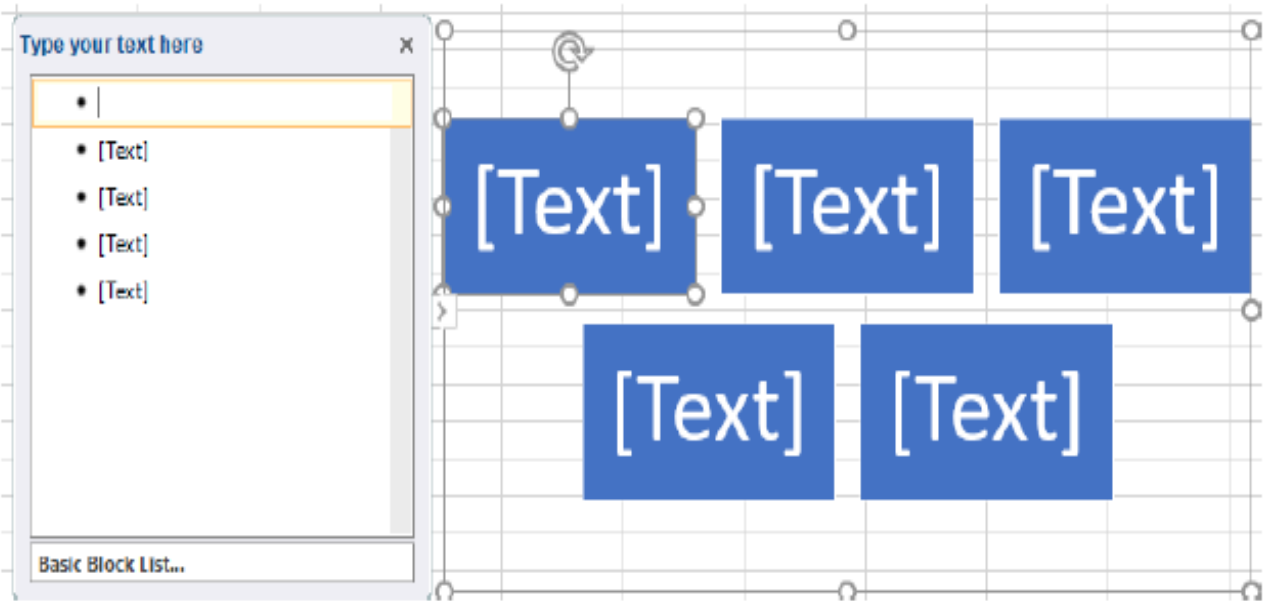 Type your text here
[Text]
[Text]
[Text]
[Text]
Basic Block List...
[Text] [Text] [Text]
[Text] [Text]